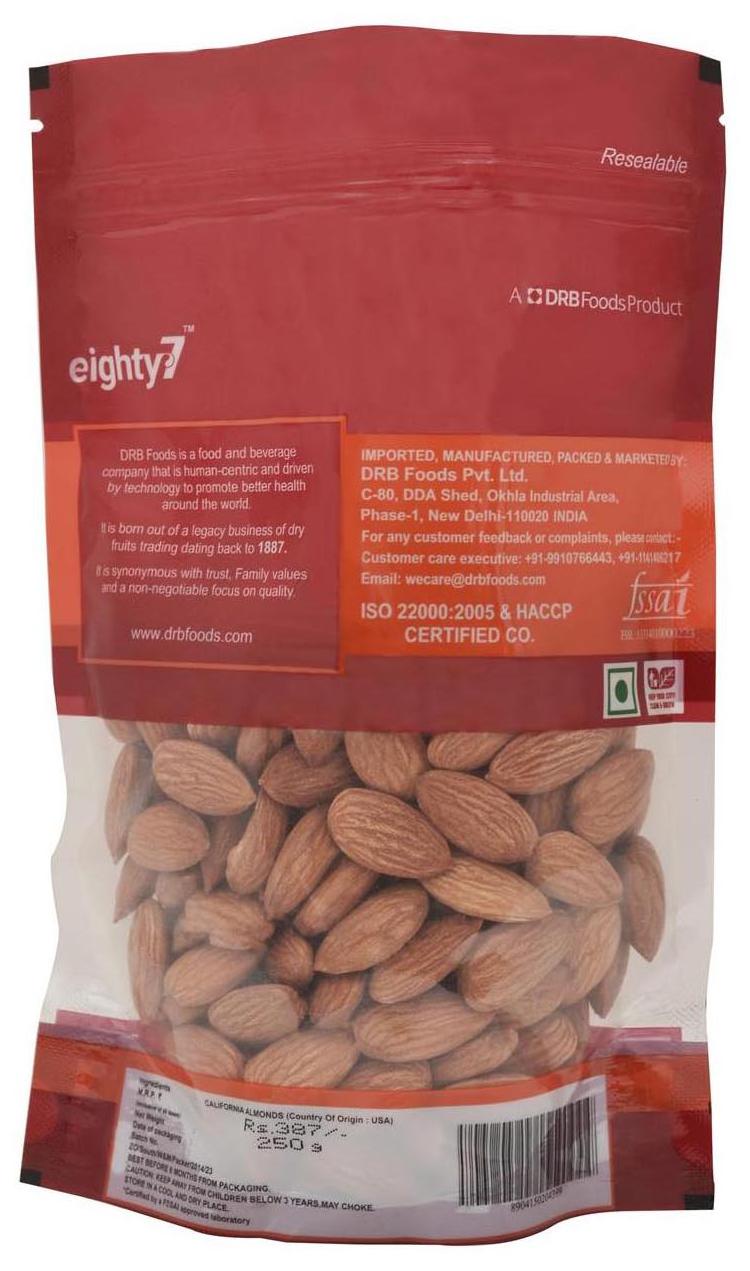 Resealable
A DRB Foods Product
eighty7™
DRB Foods is a food and beverage
company that is human-centric and driven
by technology to promote better health
around the world.
It is born out of a legacy business of dry
fruits trading dating back to 1887.
It is synonymous with trust, Family values
and a non-negotiable focus on quality.
www.drbfoods.com
IMPORTED, MANUFACTURED, PACKED & MARKETED BY:
DRB Foods Pvt. Ltd.
C-80, DDA Shed, Okhla Industrial Area,
Phase-1, New Delhi-110020 INDIA
For any customer feedback or complaints, please contact:-
Customer care executive: +91-9910766443,
Email: wecare@drbfoods.com
ISO 22000:2005 & HACCP
CERTIFIED CO.
fssai
Ingredients
CALIFORNIA ALMONDS (Country Of Origin : USA)
M.R.P. ₹
Rs.387/-
Net Weight
250 g
Date of packaging
Batch No.
BEST BEFORE 6 MONTHS FROM PACKAGING.
CAUTION: KEEP AWAY FROM CHILDREN BELOW 3 YEARS.MAY CHOKE.
STORE IN A COOL AND DRY PLACE.
*Certified by a FSSAI approved laboratory